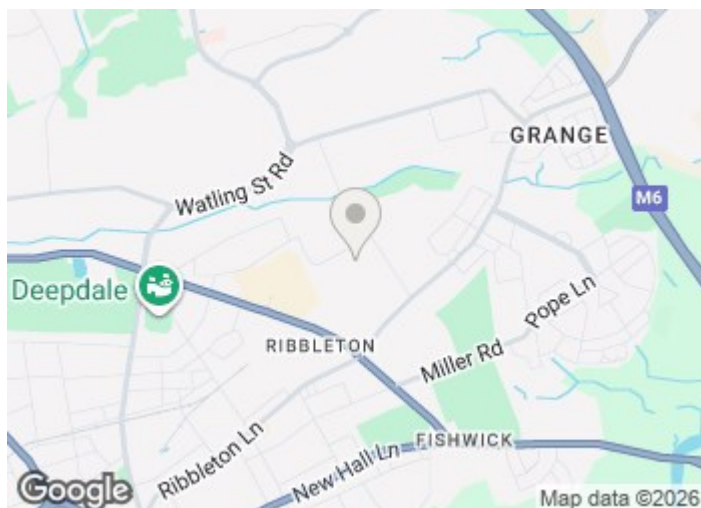 GRANGE
Watling St Rd
M6
Deepdale
Pope Ln
RIBBLETON
Miller Rd
Ribbleton Ln
New Hall Ln
FISHWICK
Google
Map data ©2026